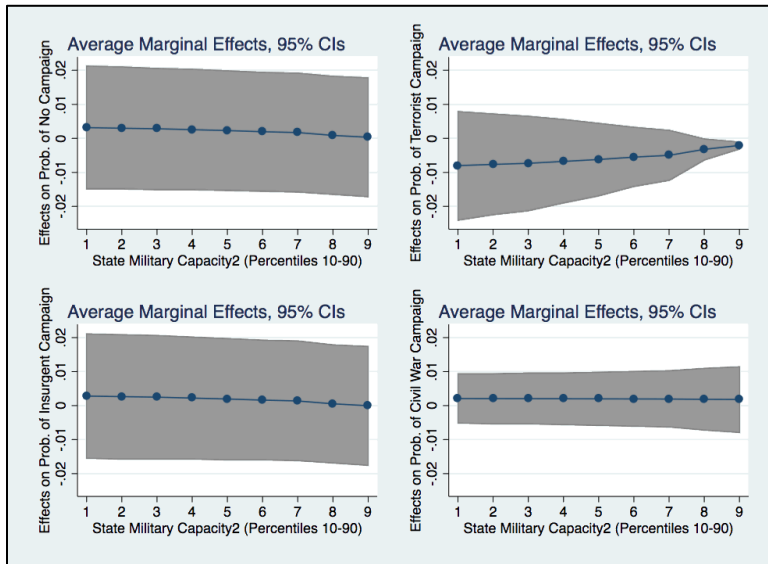 Average Marginal Effects, 95% CIs
Effects on Prob. of No Campaign
.02
.01
0
-.01
-.02
1 2 3 4 5 6 7 8 9
State Military Capacity2 (Percentiles 10-90)
Average Marginal Effects, 95% CIs
Effects on Prob. of Terrorist Campaign
.02
.01
0
-.01
-.02
1 2 3 4 5 6 7 8 9
State Military Capacity2 (Percentiles 10-90)
Average Marginal Effects, 95% CIs
Effects on Prob. of Insurgent Campaign
.02
.01
0
-.01
-.02
1 2 3 4 5 6 7 8 9
State Military Capacity2 (Percentiles 10-90)
Average Marginal Effects, 95% CIs
Effects on Prob. of Civil War Campaign
.02
.01
0
-.01
-.02
1 2 3 4 5 6 7 8 9
State Military Capacity2 (Percentiles 10-90)